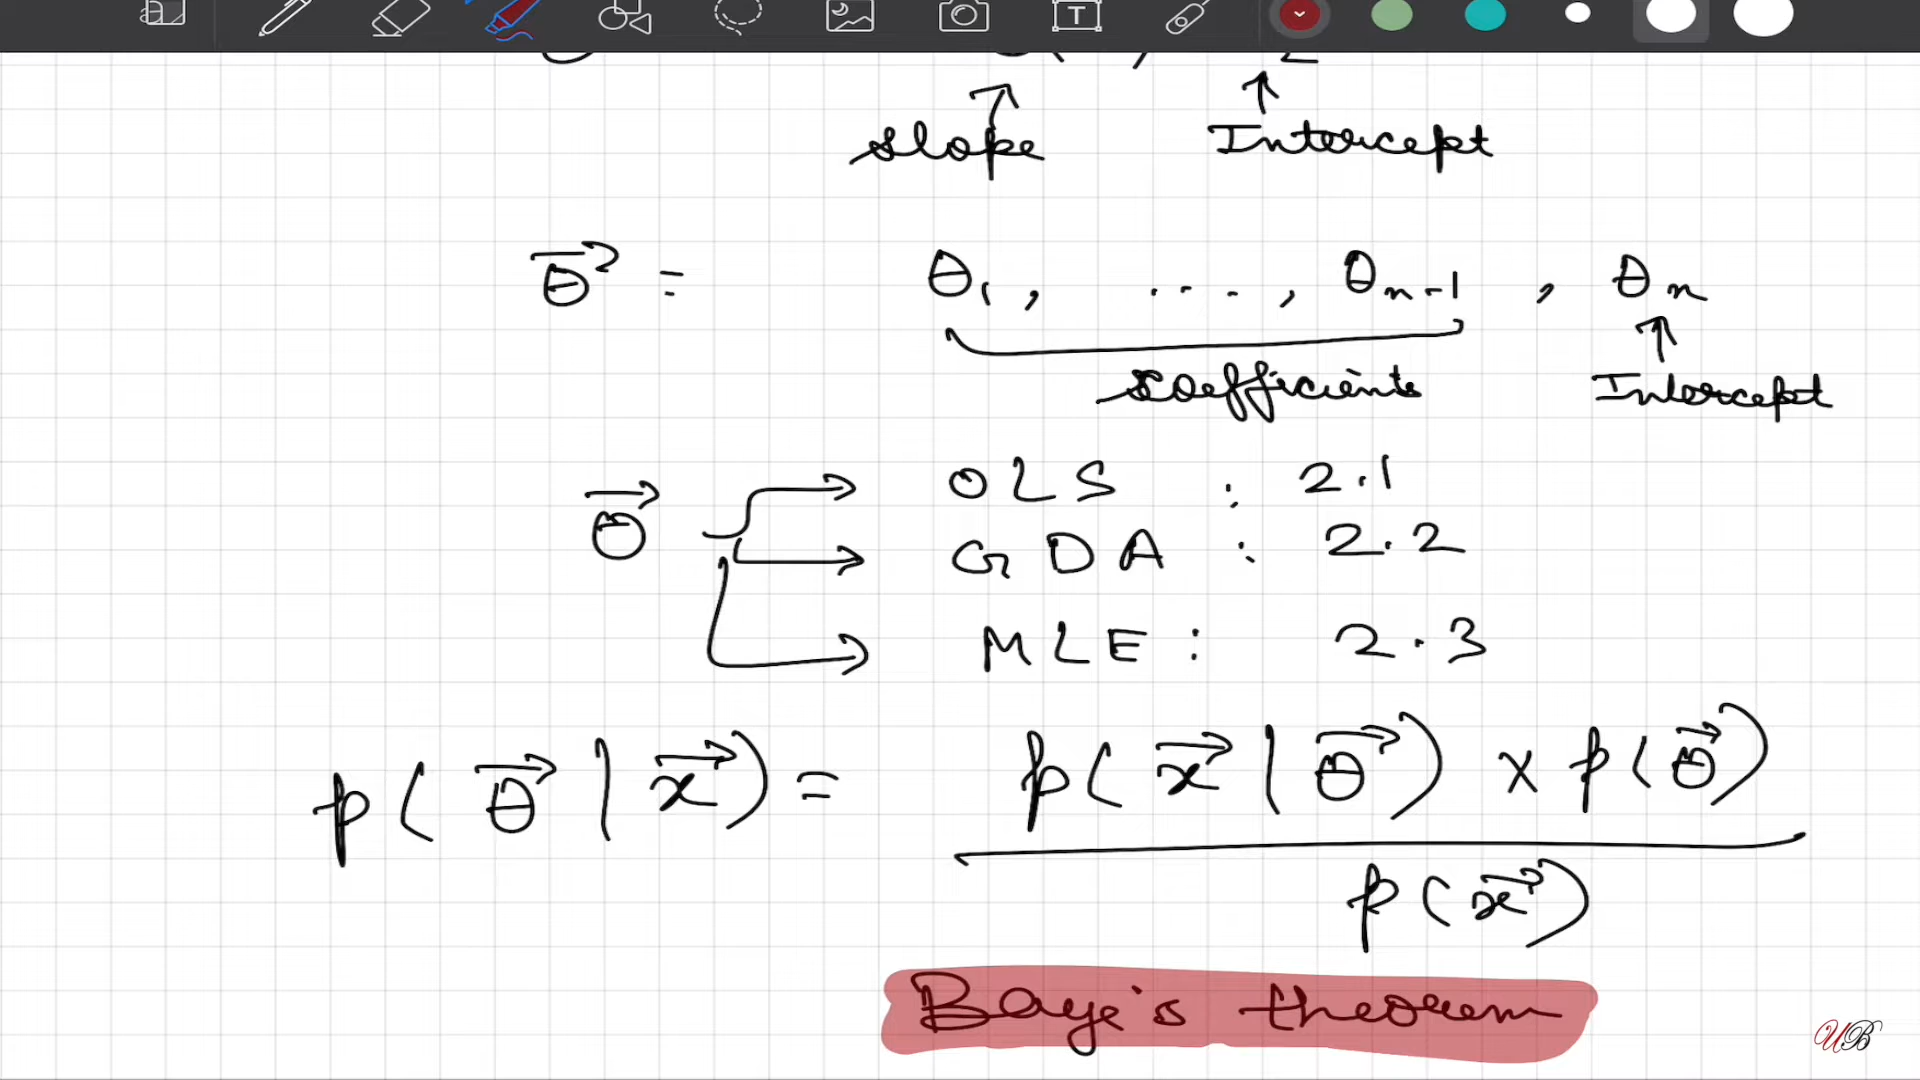 slope Intercept
θ⃗ = θ₁, ...., θₙ₋₁, θₙ
coefficients Intercept
θ⃗ OLS : 2.1
GDA : 2.2
MLE : 2.3
p(θ⃗ | x⃗) = p(x⃗ | θ⃗) × p(θ⃗)
p(x⃗)
Baye's theorem
UB